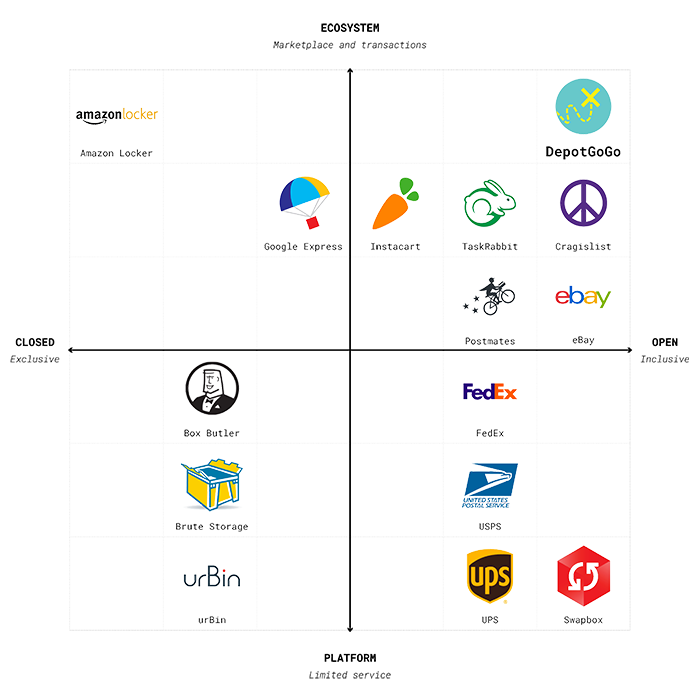 ECOSYSTEM
Marketplace and transactions
amazonlocker
Amazon Locker
DepotGoGo
Google Express
Instacart
TaskRabbit
Cragislist
ebay
Postmates
eBay
CLOSED
Exclusive
OPEN
Inclusive
FedEx
Box Butler
FedEx
UNITED STATES
POSTAL SERVICE
Brute Storage
USPS
urBin
ups
urBin
UPS
Swapbox
PLATFORM
Limited service